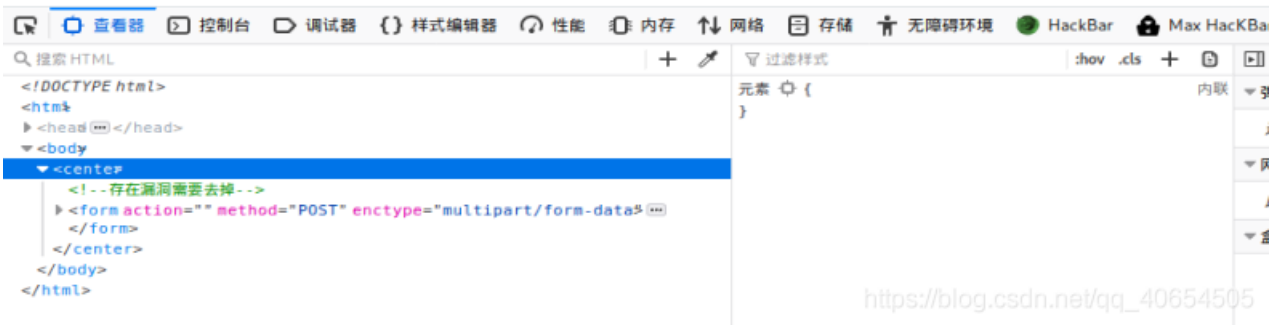 查看器 控制台 调试器 {} 样式编辑器 性能 内存 网络 存储 无障碍环境 HackBar Max HacKBa
搜索 HTML + 过滤样式 :hov .cls +
<!DOCTYPE html>
<html>
<head></head>
<body>
<center>
<!--存在漏洞需要去掉-->
<form action="" method="POST" enctype="multipart/form-data">
</form>
</center>
</body>
</html>
元素 {
内联
}
https://blog.csdn.net/qq_40654505